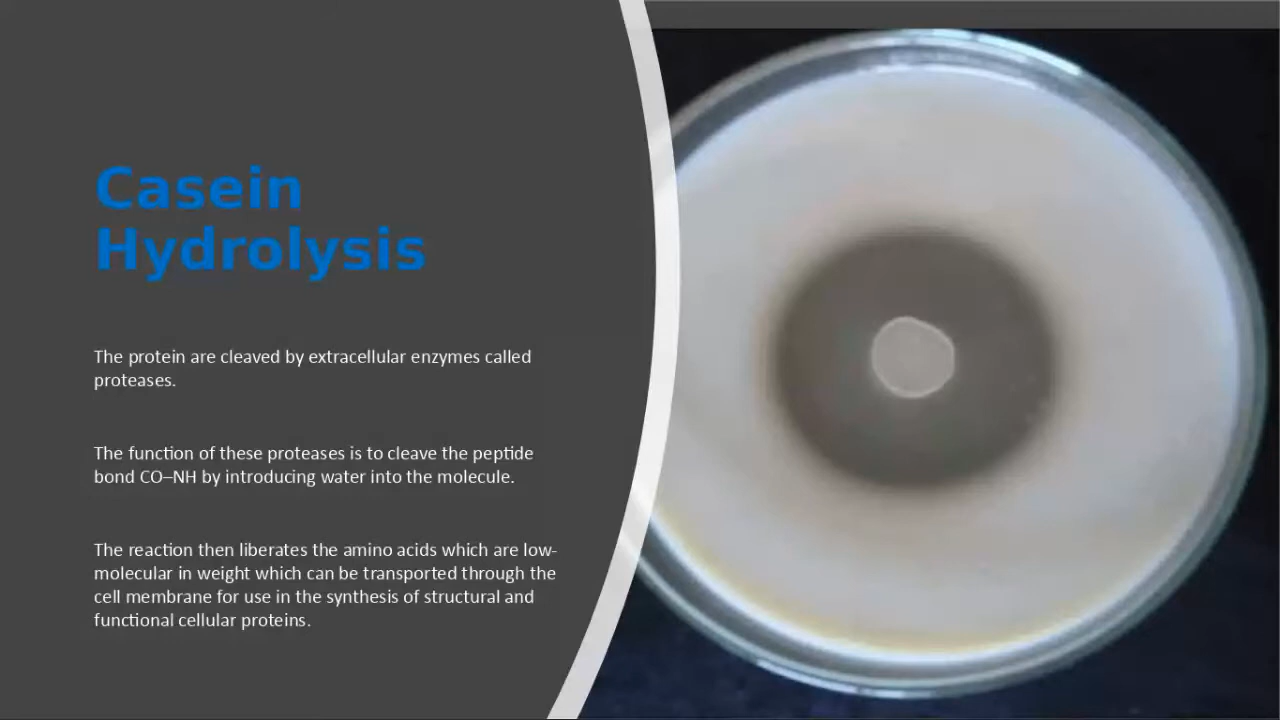 Casein
Hydrolysis
The protein are cleaved by extracellular enzymes called
proteases.
The function of these proteases is to cleave the peptide
bond CO–NH by introducing water into the molecule.
The reaction then liberates the amino acids which are low-
molecular in weight which can be transported through the
cell membrane for use in the synthesis of structural and
functional cellular proteins.